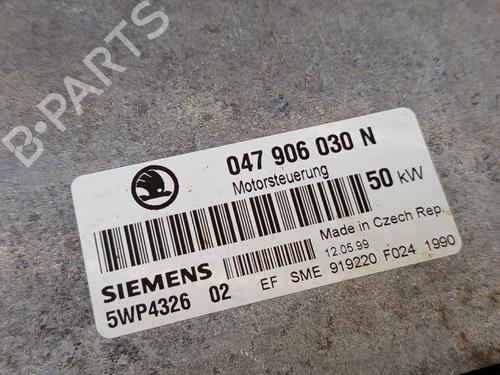 B-PARTS
047 906 030 N
Motorsteuerung
50 kW
Made in Czech Rep.
12.05.99
SIEMENS
5WP4326 02
EF SME 919220 F024 1990